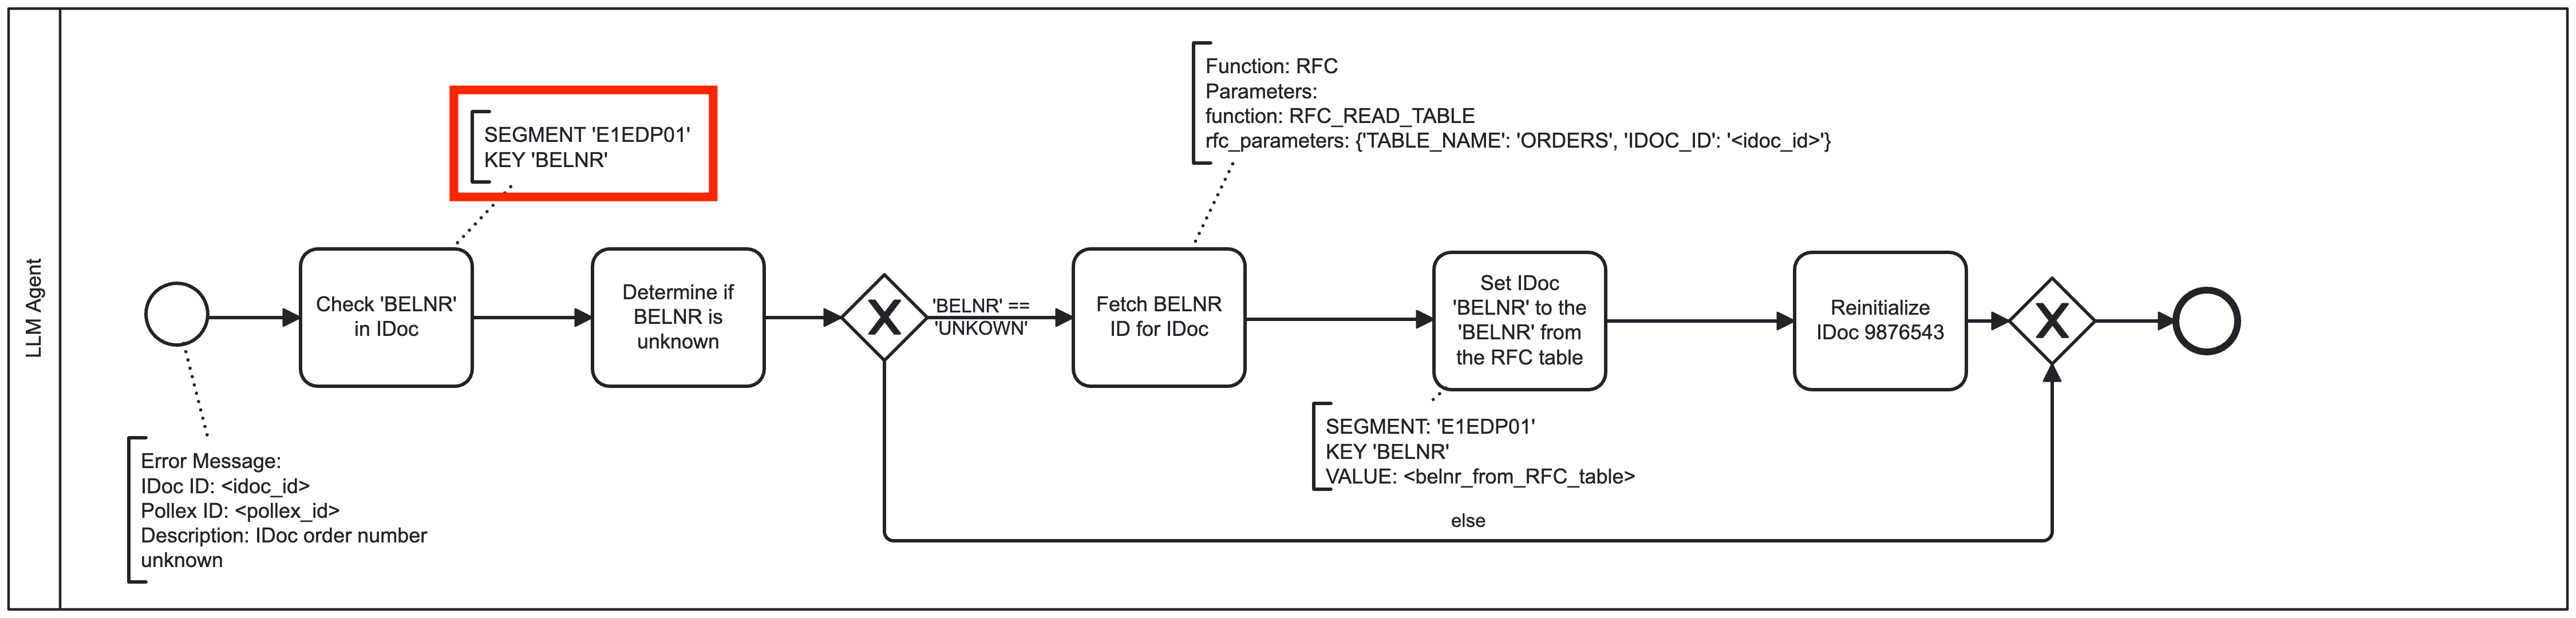 LLM Agent
Error Message:
IDoc ID: <idoc_id>
Pollex ID: <pollex_id>
Description: IDoc order number
unknown
Check 'BELNR'
in IDoc
SEGMENT 'E1EDP01'
KEY 'BELNR'
Determine if
BELNR is
unknown
X
'BELNR' ==
'UNKOWN'
Fetch BELNR
ID for IDoc
Function: RFC
Parameters:
function: RFC_READ_TABLE
rfc_parameters: {'TABLE_NAME': 'ORDERS', 'IDOC_ID': '<idoc_id>'}
Set IDoc
'BELNR' to the
'BELNR' from
the RFC table
SEGMENT: 'E1EDP01'
KEY 'BELNR'
VALUE: <belnr_from_RFC_table>
Reinitialize
IDoc 9876543
X
else